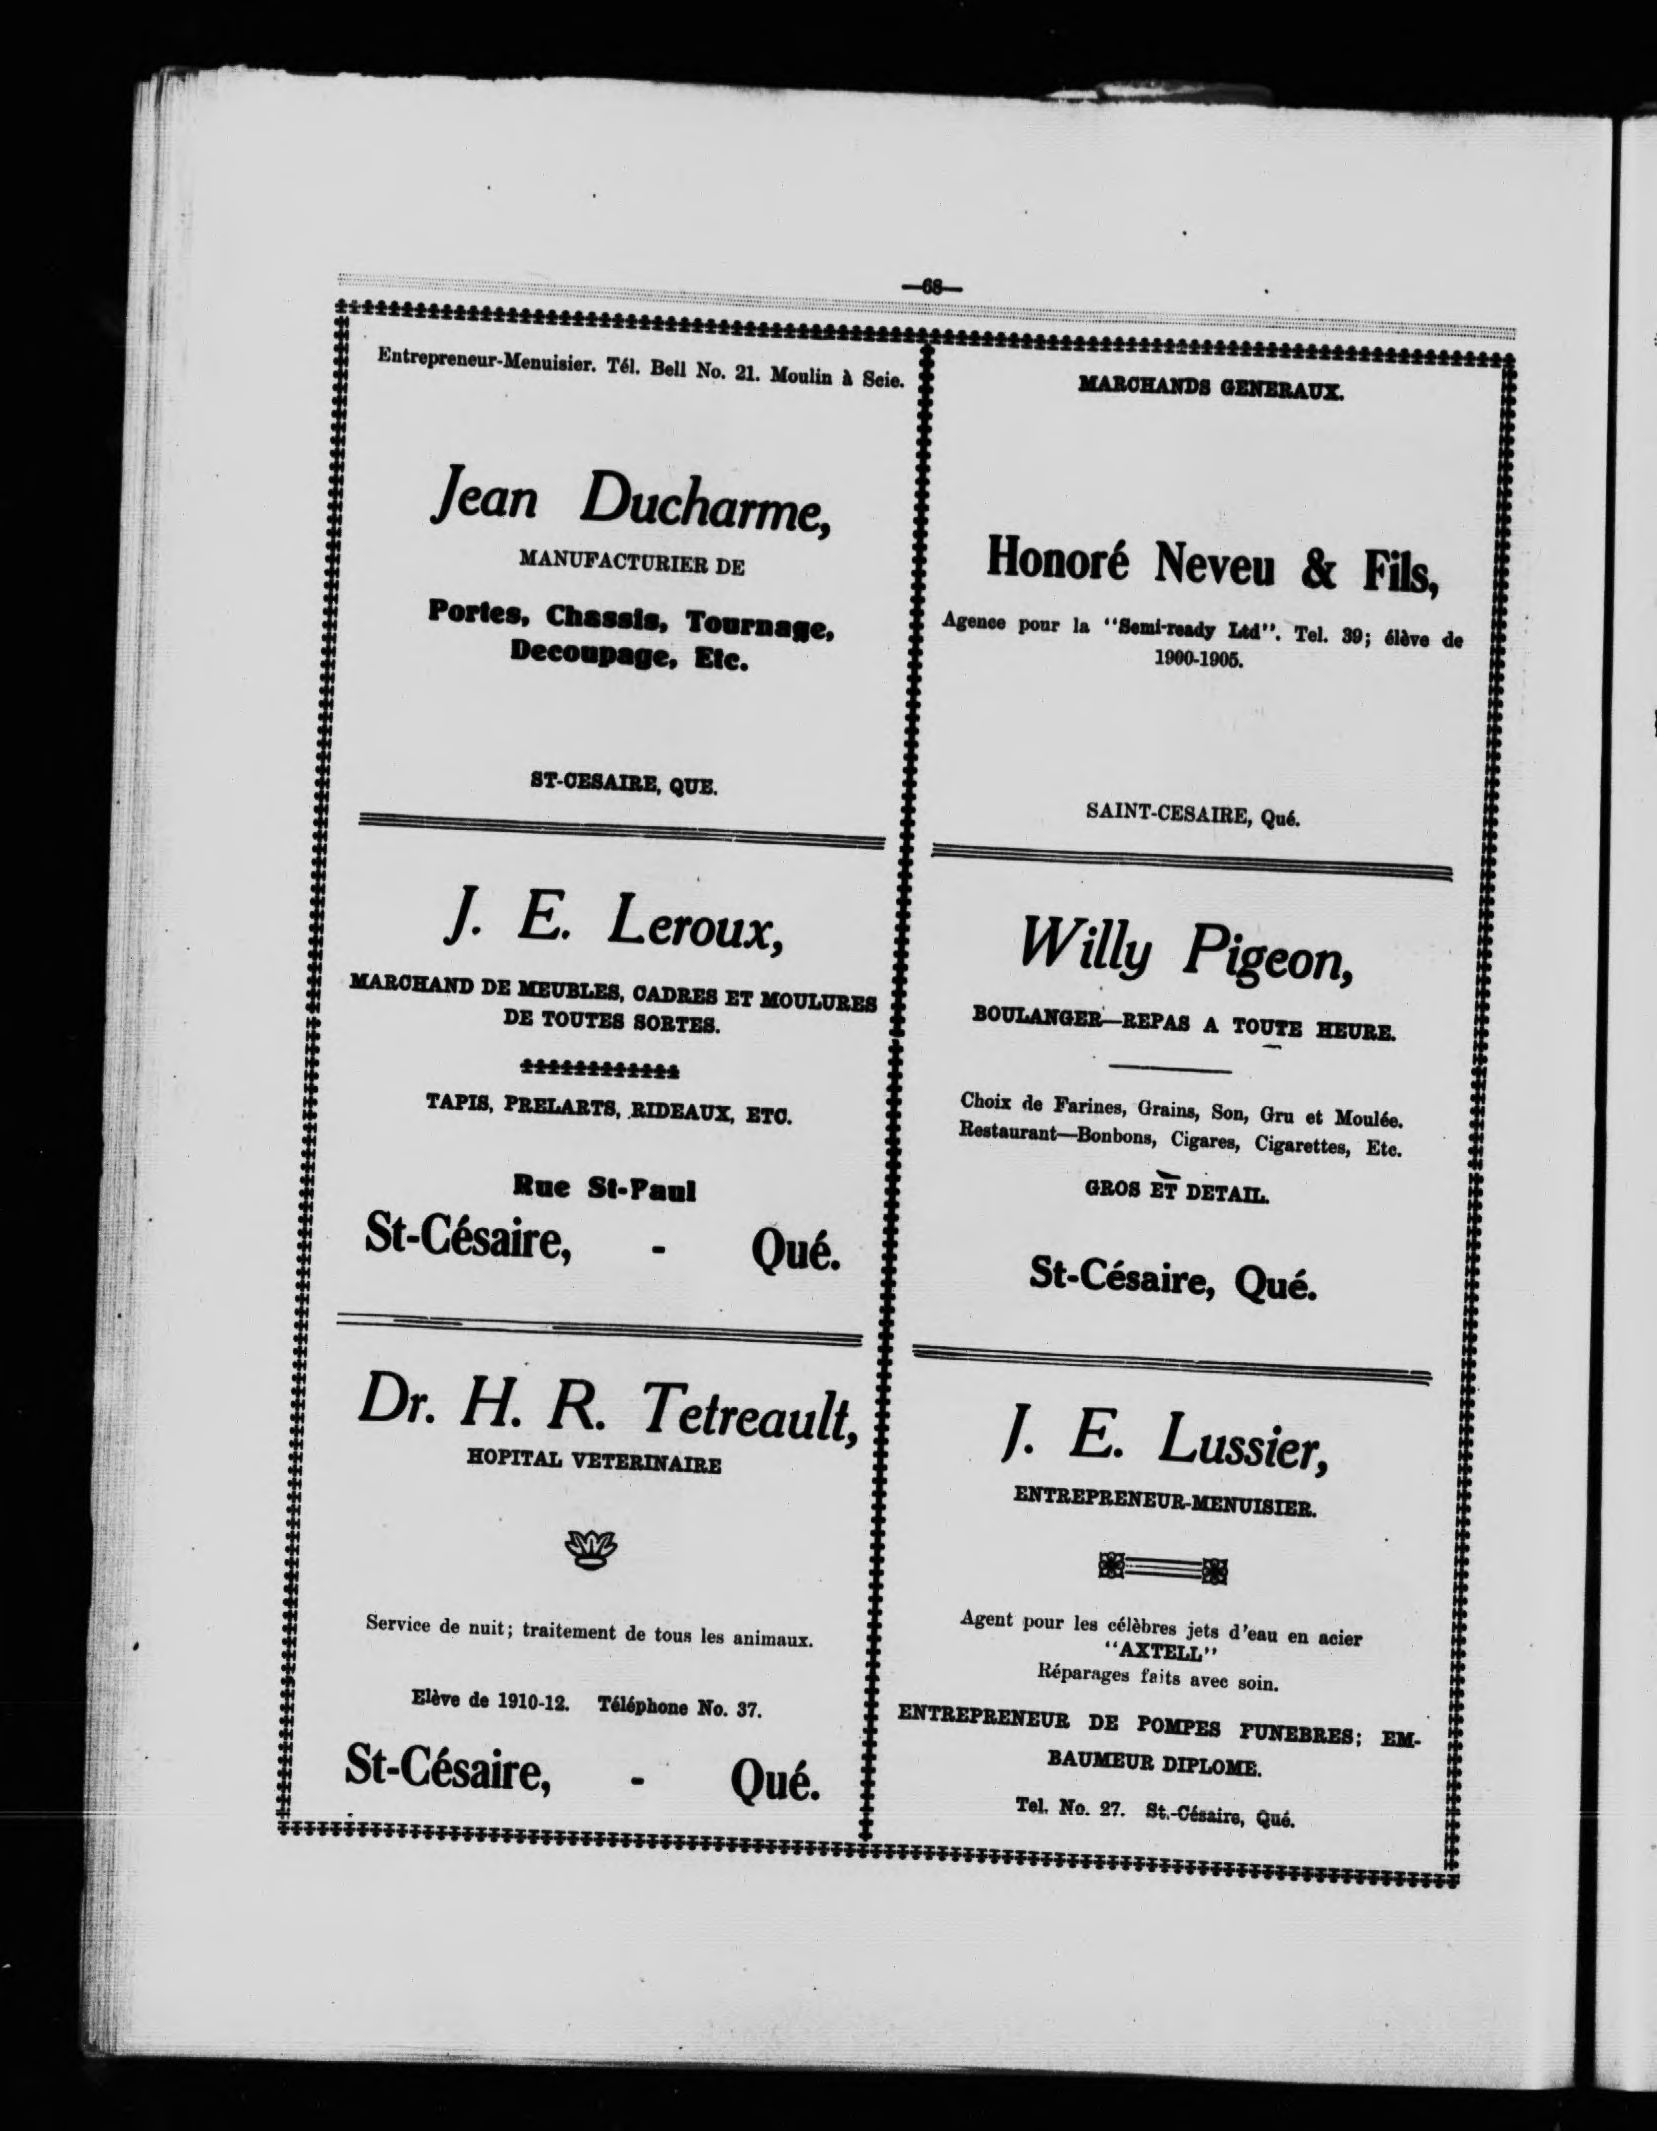 —68—
Entrepreneur-Menuisier. Tél. Bell No. 21. Moulin à Scie.
Jean Ducharme,
MANUFACTURIER DE
Portes, Chassis, Tournage,
Decoupage, Etc.
ST-CESAIRE, QUE.
J. E. Leroux,
MARCHAND DE MEUBLES, CADRES ET MOULURES
DE TOUTES SORTES.
TAPIS, PRELARTS, RIDEAUX, ETC.
Rue St-Paul
St-Césaire, - Qué.
Dr. H. R. Tetreault,
HOPITAL VETERINAIRE
Service de nuit; traitement de tous les animaux.
Elève de 1910-12. Téléphone No. 37.
St-Césaire, - Qué.
MARCHANDS GENERAUX.
Honoré Neveu & Fils,
Agence pour la "Semi-ready Ltd". Tel. 39; élève de
1900-1905.
SAINT-CESAIRE, Qué.
Willy Pigeon,
BOULANGER—REPAS A TOUTE HEURE.
Choix de Farines, Grains, Son, Gru et Moulée.
Restaurant—Bonbons, Cigares, Cigarettes, Etc.
GROS ET DETAIL.
St-Césaire, Qué.
J. E. Lussier,
ENTREPRENEUR-MENUISIER.
Agent pour les célèbres jets d'eau en acier
"AXTELL"
Réparages faits avec soin.
ENTREPRENEUR DE POMPES FUNEBRES; EM-
BAUMEUR DIPLOME.
Tel. No. 27. St.-Césaire, Qué.